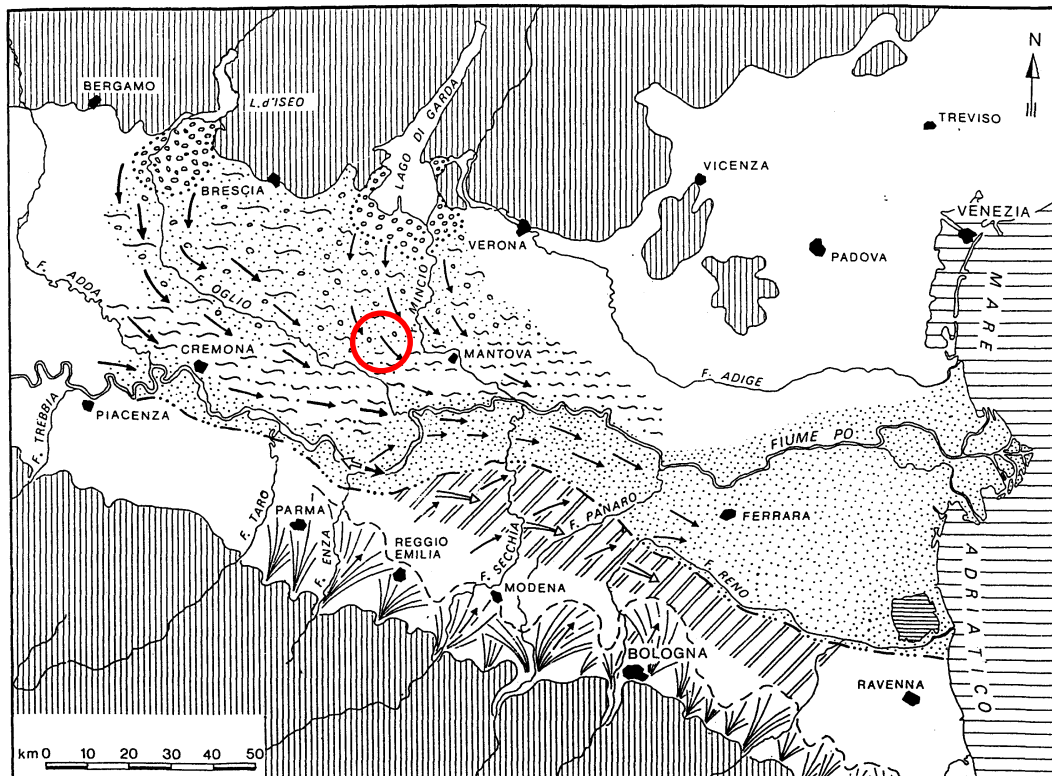 N
BERGAMO
L. d'ISEO
LAGO DI GARDA
TREVISO
BRESCIA
VICENZA
VENEZIA
VERONA
PADOVA
F. ADDA
F. OGLIO
F. MINCIO
MARE
CREMONA
MANTOVA
F. ADIGE
F. TREBBIA
PIACENZA
FIUME PO
PARMA
F. TARO
F. ENZA
REGGIO
EMILIA
F. SECCHIA
F. PANARO
FERRARA
MODENA
F. RENO
ADRIATICO
BOLOGNA
RAVENNA
km 0 10 20 30 40 50